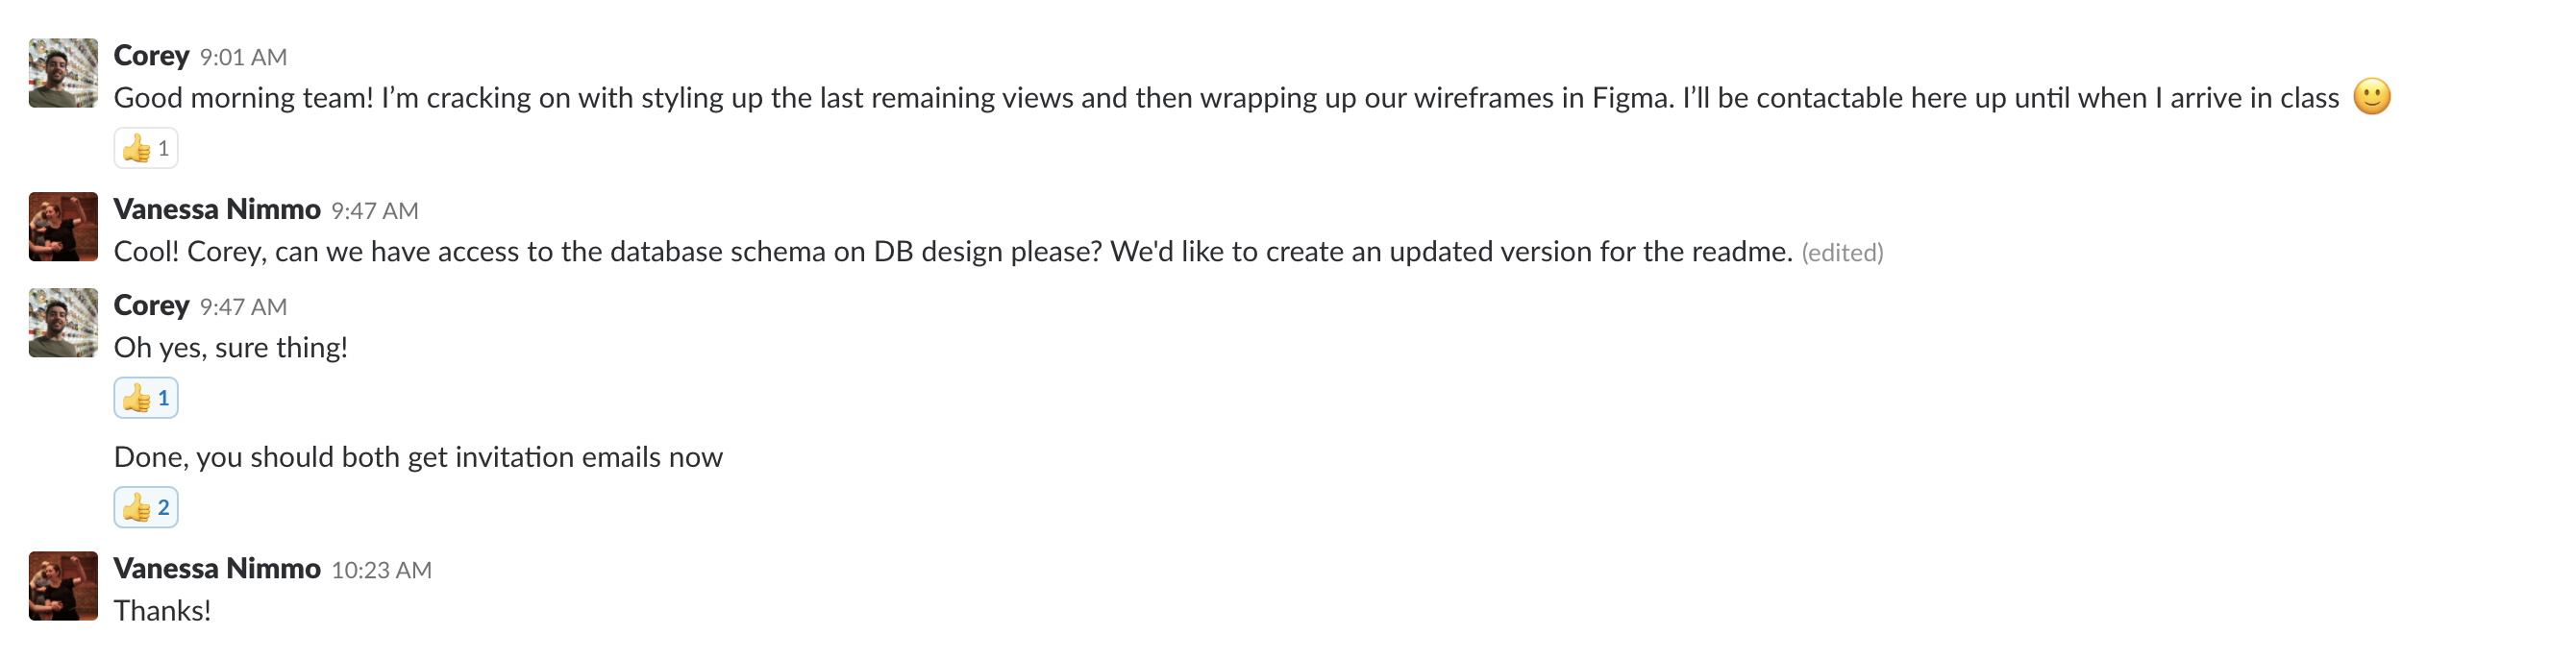 Corey 9:01 AM
Good morning team! I’m cracking on with styling up the last remaining views and then wrapping up our wireframes in Figma. I’ll be contactable here up until when I arrive in class 🙂
👍 1
Vanessa Nimmo 9:47 AM
Cool! Corey, can we have access to the database schema on DB design please? We'd like to create an updated version for the readme. (edited)
Corey 9:47 AM
Oh yes, sure thing!
👍 1
Done, you should both get invitation emails now
👍 2
Vanessa Nimmo 10:23 AM
Thanks!